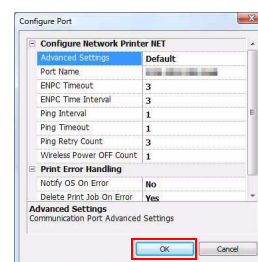 Configure Port
Configure Network Printer NET
Advanced Settings Default
Port Name
ENPC Timeout 3
ENPC Time Interval 3
Ping Interval 1
Ping Timeout 1
Ping Retry Count 3
Wireless Power OFF Count 1
Print Error Handling
Notify OS On Error No
Delete Print Job On Error Yes
Advanced Settings
Communication Port Advanced Settings
OK Cancel